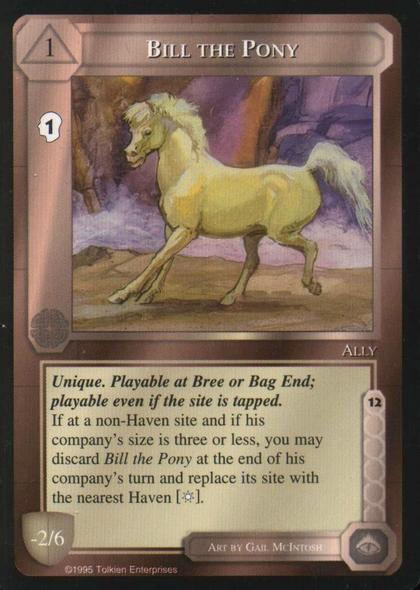 1
BILL THE PONY
1
ALLY
Unique. Playable at Bree or Bag End;
playable even if the site is tapped.
12
If at a non-Haven site and if his
company's size is three or less, you may
discard Bill the Pony at the end of his
company's turn and replace its site with
the nearest Haven [☼].
-2/6
ART BY GAIL MCINTOSH
©1995 Tolkien Enterprises